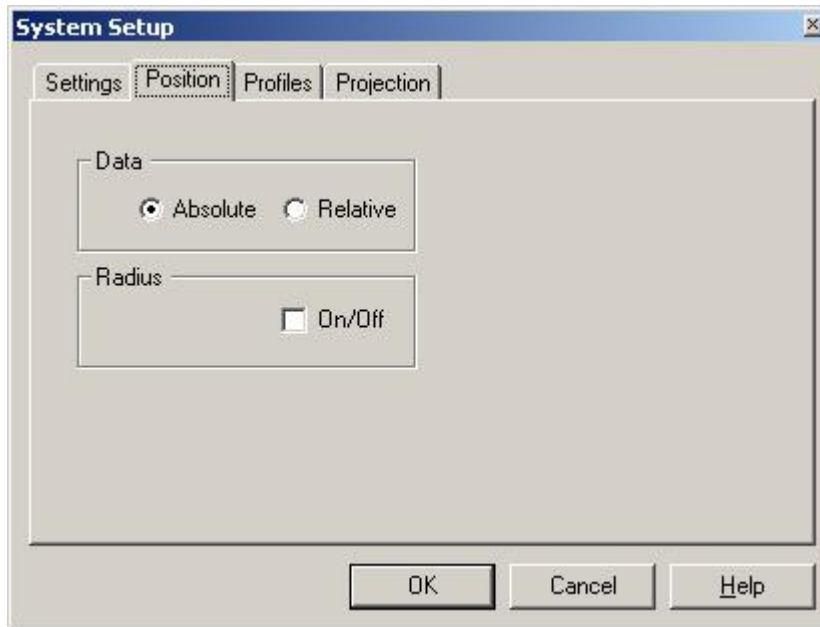 System Setup
Settings Position Profiles Projection
Data
Absolute Relative
Radius
On/Off
OK Cancel Help